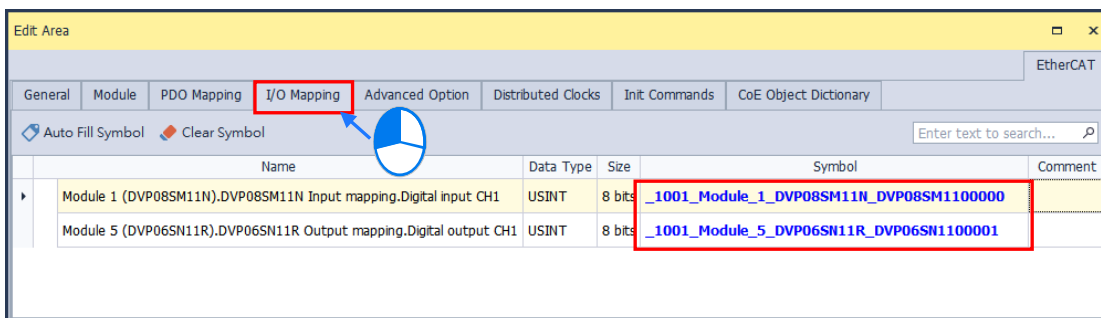 Edit Area
EtherCAT
General Module PDO Mapping I/O Mapping Advanced Option Distributed Clocks Init Commands CoE Object Dictionary
Auto Fill Symbol Clear Symbol Enter text to search...
Name Data Type Size Symbol Comment
Module 1 (DVP08SM11N).DVP08SM11N Input mapping.Digital input CH1 USINT 8 bits _1001_Module_1_DVP08SM11N_DVP08SM1100000
Module 5 (DVP06SN11R).DVP06SN11R Output mapping.Digital output CH1 USINT 8 bits _1001_Module_5_DVP06SN11R_DVP06SN1100001